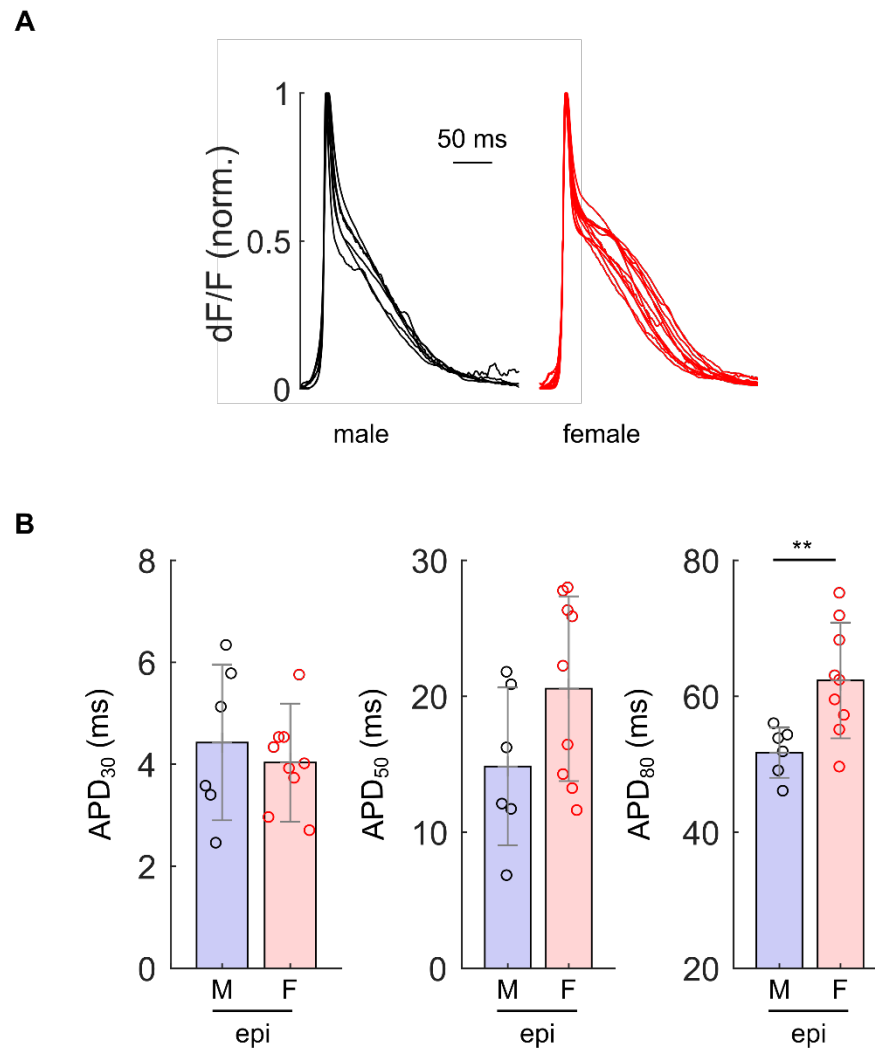 A
dF/F (norm.)
1
0.5
0
50 ms
male
female
B
APD30 (ms)
8
6
4
2
0
M
F
epi
APD50 (ms)
30
20
10
0
M
F
epi
APD80 (ms)
80
60
40
20
**
M
F
epi